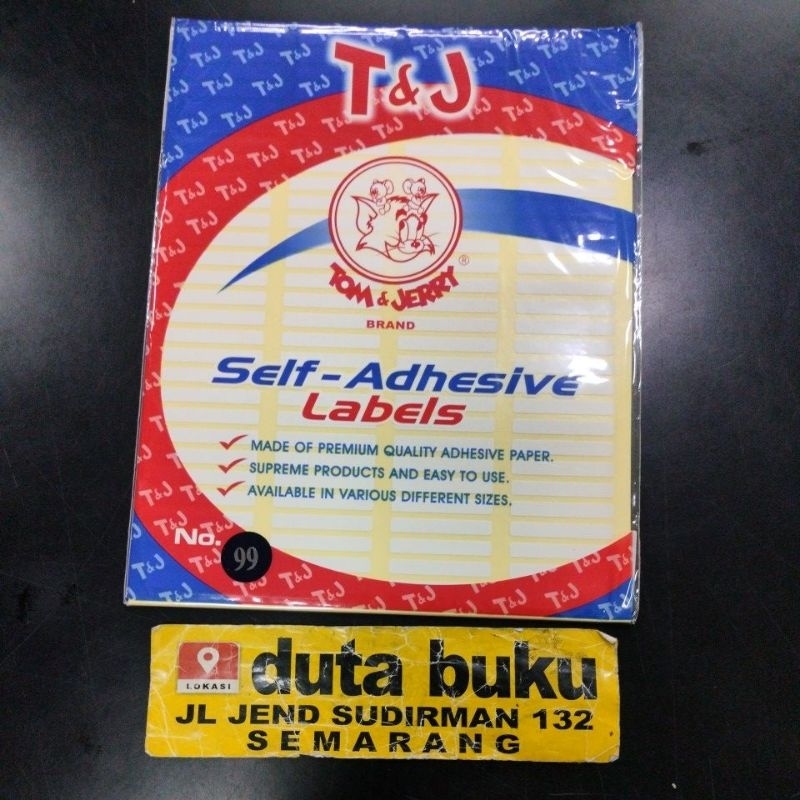 T&J
TOM & JERRY ®
BRAND
Self-Adhesive
Labels
MADE OF PREMIUM QUALITY ADHESIVE PAPER.
SUPREME PRODUCTS AND EASY TO USE.
AVAILABLE IN VARIOUS DIFFERENT SIZES.
No. 99
LOKASI
duta buku
JL JEND SUDIRMAN 132
SEMARANG